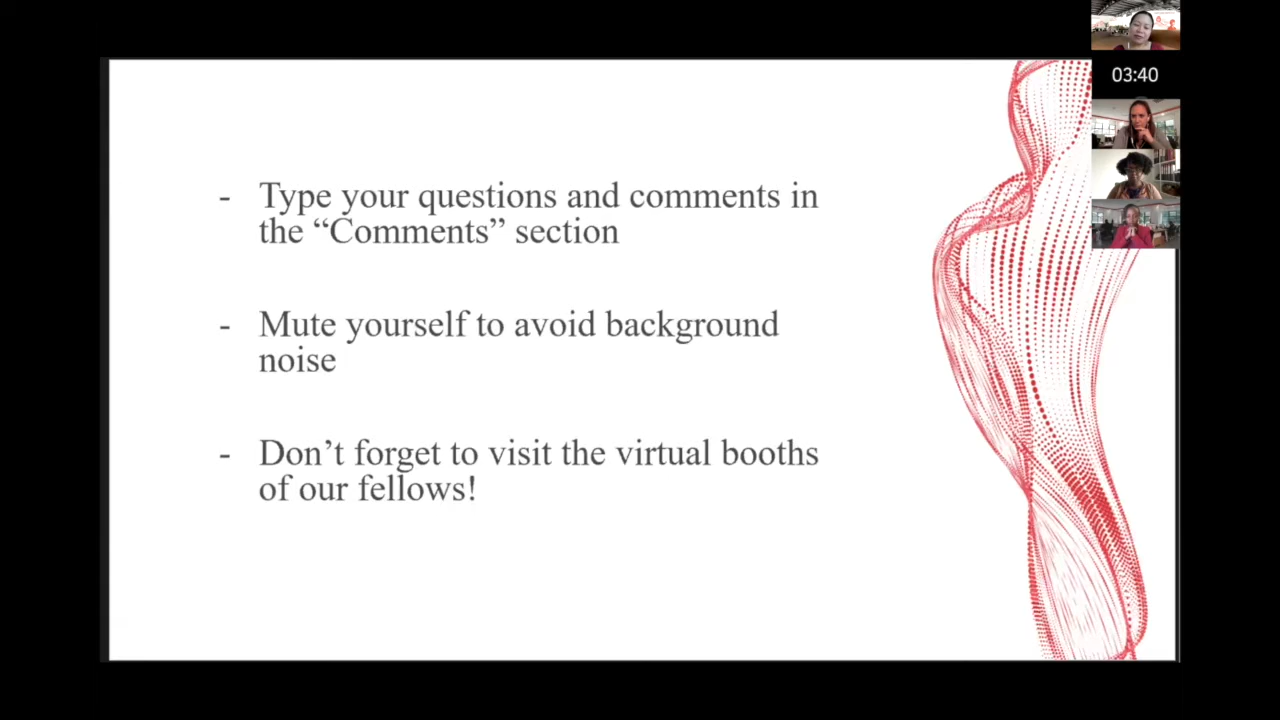 03:40
- Type your questions and comments in
the “Comments” section
- Mute yourself to avoid background
noise
- Don’t forget to visit the virtual booths
of our fellows!